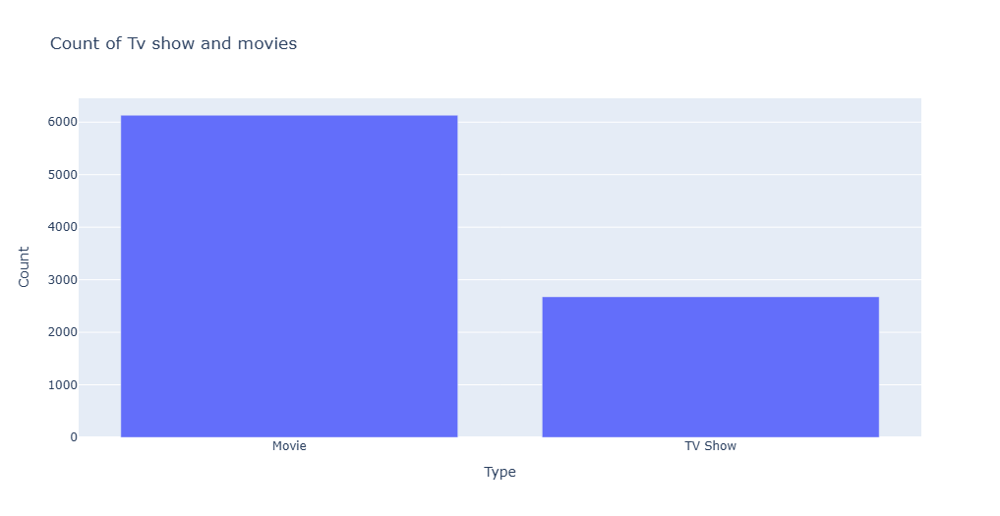 Count of Tv show and movies
6000
5000
4000
3000
2000
1000
0
Count
Movie
TV Show
Type